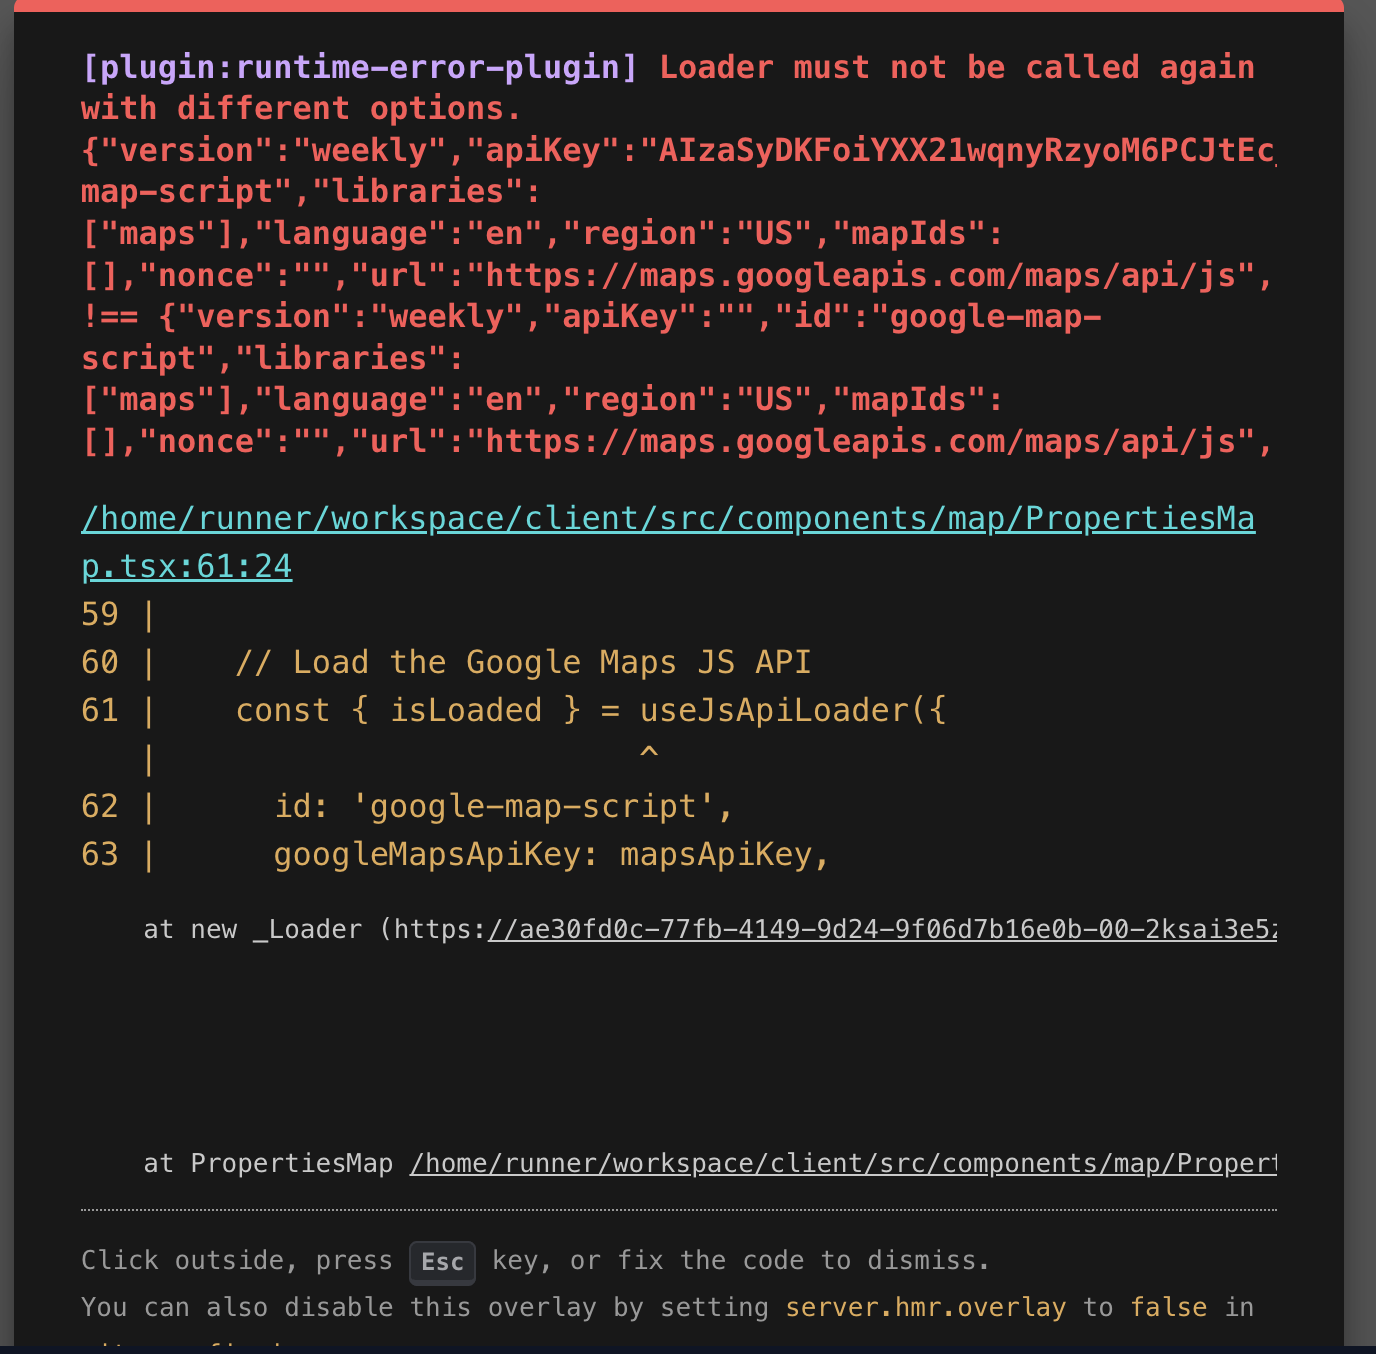 [plugin:runtime-error-plugin] Loader must not be called again
with different options.
{"version":"weekly","apiKey":"AIzaSyDKFoiYXX21wqnyRzyoM6PCJtEc
map-script","libraries":
["maps"],"language":"en","region":"US","mapIds":
[],"nonce":"","url":"https://maps.googleapis.com/maps/api/js",
!== {"version":"weekly","apiKey":"","id":"google-map-
script","libraries":
["maps"],"language":"en","region":"US","mapIds":
[],"nonce":"","url":"https://maps.googleapis.com/maps/api/js",
/home/runner/workspace/client/src/components/map/PropertiesMa
p.tsx:61:24
59 |
60 |    // Load the Google Maps JS API
61 |    const { isLoaded } = useJsApiLoader({
   |                         ^
62 |      id: 'google-map-script',
63 |      googleMapsApiKey: mapsApiKey,
at new _Loader (https://ae30fd0c-77fb-4149-9d24-9f06d7b16e0b-00-2ksai3e5z
at PropertiesMap /home/runner/workspace/client/src/components/map/Propert
Click outside, press Esc key, or fix the code to dismiss.
You can also disable this overlay by setting server.hmr.overlay to false in